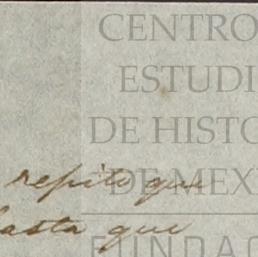 CENTRO
ESTUDI
DE HISTO
DE MEX
repito que
hasta que
FUNDAC